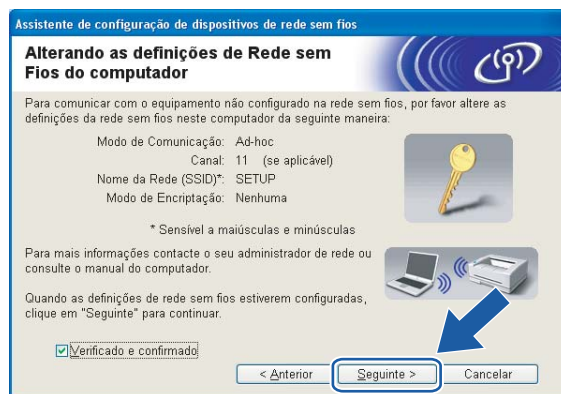 Assistente de configuração de dispositivos de rede sem fios
Alterando as definições de Rede sem
Fios do computador
Para comunicar com o equipamento não configurado na rede sem fios, por favor altere as
definições da rede sem fios neste computador da seguinte maneira:
Modo de Comunicação: Ad-hoc
Canal: 11 (se aplicável)
Nome da Rede (SSID)*: SETUP
Modo de Encriptação: Nenhuma
* Sensível a maiúsculas e minúsculas
Para mais informações contacte o seu administrador de rede ou
consulte o manual do computador.
Quando as definições de rede sem fios estiverem configuradas,
clique em "Seguinte" para continuar.
Verificado e confirmado
< Anterior Seguinte > Cancelar